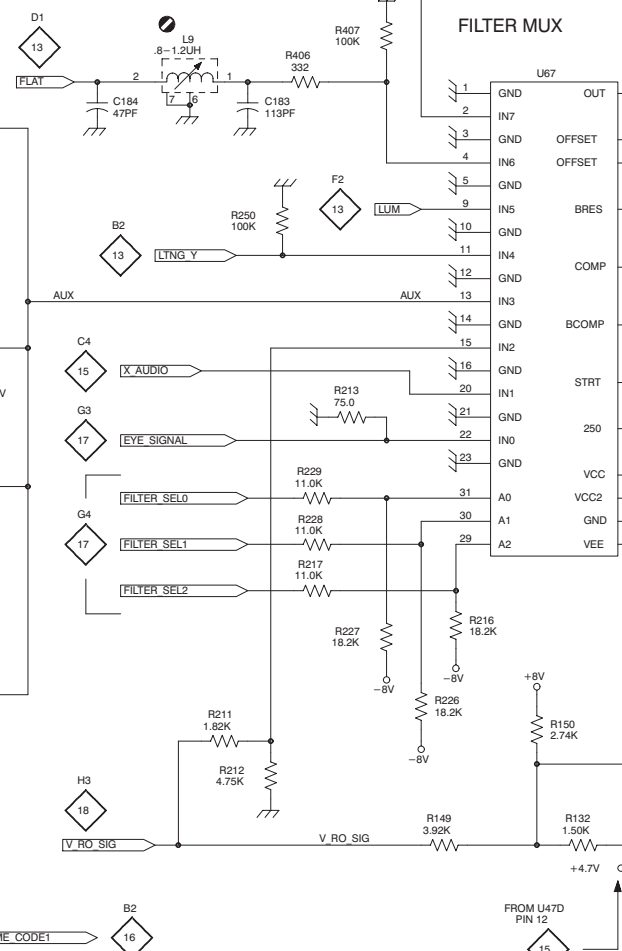 FILTER MUX
D1
13
FLAT
L9
.8–1.2UH
2
1
7
6
C184
47PF
C183
113PF
R406
332
R407
100K
U67
1 GND OUT
2 IN7
3 GND OFFSET
4 IN6 OFFSET
5 GND
F2
13
LUM
9 IN5 BRES
10 GND
R250
100K
B2
13
LTNG_Y
11 IN4
COMP
12 GND
AUX
AUX
13 IN3
14 GND BCOMP
15 IN2
C4
15
X_AUDIO
16 GND
STRT
20 IN1
R213
75.0
21 GND
250
G3
17
EYE_SIGNAL
22 IN0
23 GND
VCC
R229
11.0K
FILTER_SEL0
31 A0 VCC2
G4
17
R228
11.0K
30 A1 GND
FILTER_SEL1
29 A2 VEE
R217
11.0K
FILTER_SEL2
R227
18.2K
–8V
R216
18.2K
–8V
R226
18.2K
–8V
+8V
R150
2.74K
R211
1.82K
R212
4.75K
H3
18
V_RO_SIG
V_RO_SIG
R149
3.92K
R132
1.50K
+4.7V
V
FROM U47D
PIN 12
15
ME_CODE1
B2
16